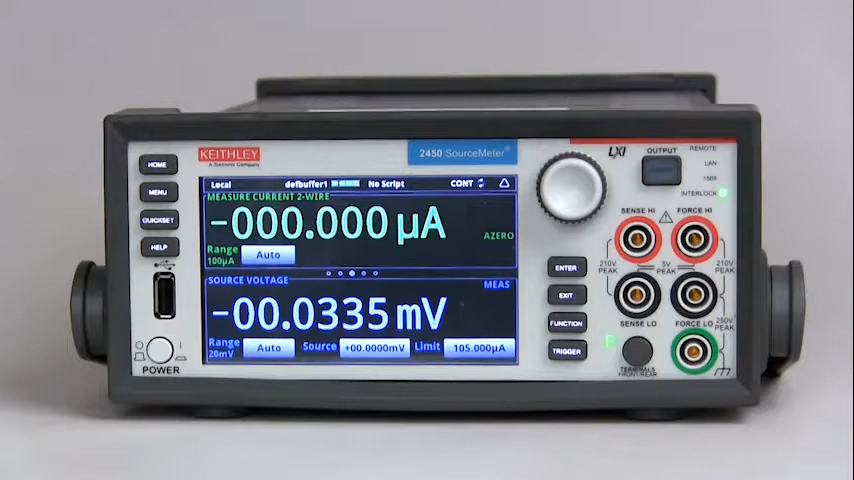 KEITHLEY
A Tektronix Company
2450 SourceMeter®
LXI
OUTPUT
REMOTE
LAN
1588
INTERLOCK
HOME
MENU
QUICKSET
HELP
POWER
Local defbuffer1 No Script CONT
MEASURE CURRENT 2-WIRE
-000.000 µA
AZERO
Range
100µA
Auto
SOURCE VOLTAGE
MEAS
-00.0335 mV
Range
20mV
Auto
Source
+00.0000mV
Limit
105.000µA
ENTER
EXIT
FUNCTION
TRIGGER
SENSE HI
FORCE HI
210V
PEAK
5V
PEAK
210V
PEAK
SENSE LO
FORCE LO
250V
PEAK
F
TERMINALS
FRONT/REAR